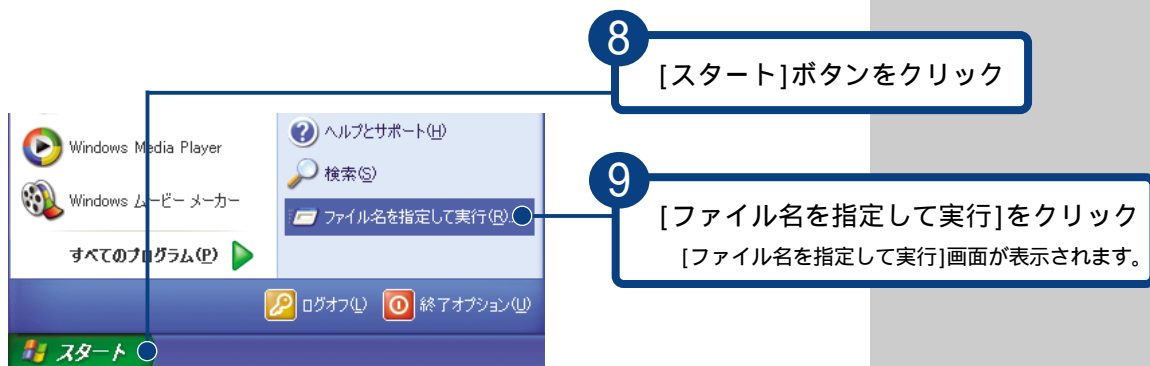 8
[スタート]ボタンをクリック
Windows Media Player
Windows ムービー メーカー
すべてのプログラム(P)
ヘルプとサポート(H)
検索(S)
ファイル名を指定して実行(R)...
9
[ファイル名を指定して実行]をクリック
[ファイル名を指定して実行]画面が表示されます。
ログオフ(L)
終了オプション(U)
スタート